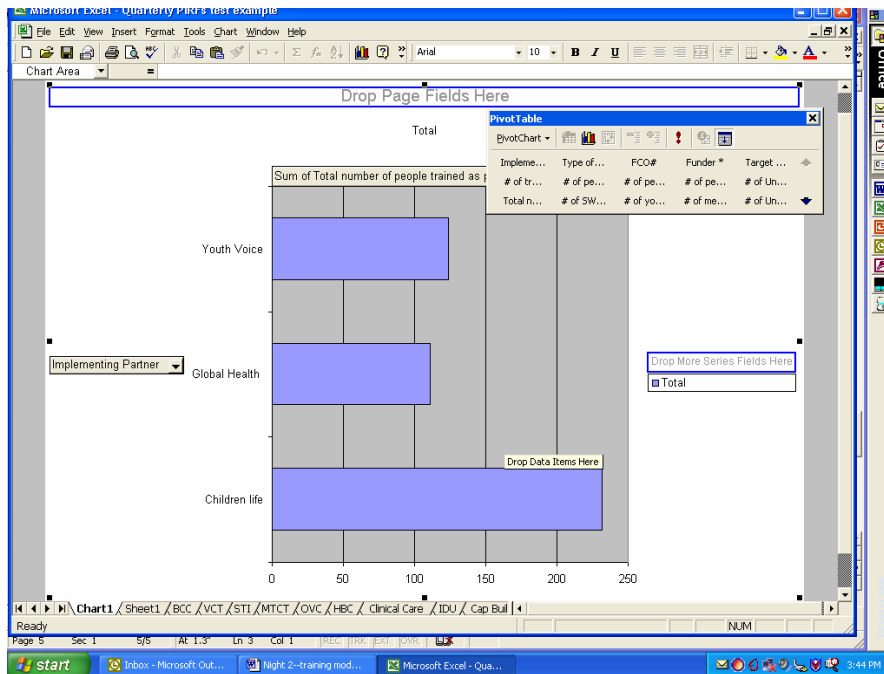 Microsoft Excel - Quarterly PIRFs test example
File Edit View Insert Format Tools Chart Window Help
Arial 10 B I U
Chart Area =
Office
Drop Page Fields Here
Total
PivotTable
PivotChart
Impleme... Type of... FCO# Funder * Target ...
# of tr... # of pe... # of pe... # of pe... # of Un...
Total n... # of SW... # of yo... # of me... # of Un...
Sum of Total number of people trained as p
Youth Voice
Implementing Partner
Global Health
Drop More Series Fields Here
Total
Drop Data Items Here
Children life
0 50 100 150 200 250
Chart1 / Sheet1 / BCC / VCT / STI / MTCT / OVC / HBC / Clinical Care / IDU / Cap Buil
Ready NUM
Page 5 Sec 1 5/5 At 1.3" Ln 3 Col 1 REC TRK EXT OVR
start Inbox - Microsoft Out... Night 2--training mod... Microsoft Excel - Qua... 3:44 PM